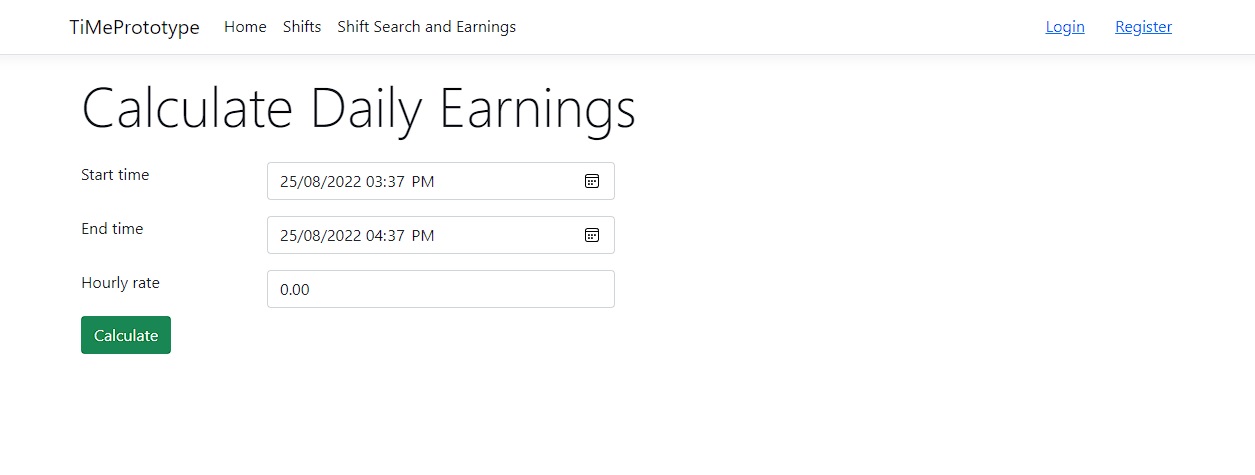 TiMePrototype Home Shifts Shift Search and Earnings Login Register
Calculate Daily Earnings
Start time 25/08/2022 03:37 PM
End time 25/08/2022 04:37 PM
Hourly rate 0.00
Calculate